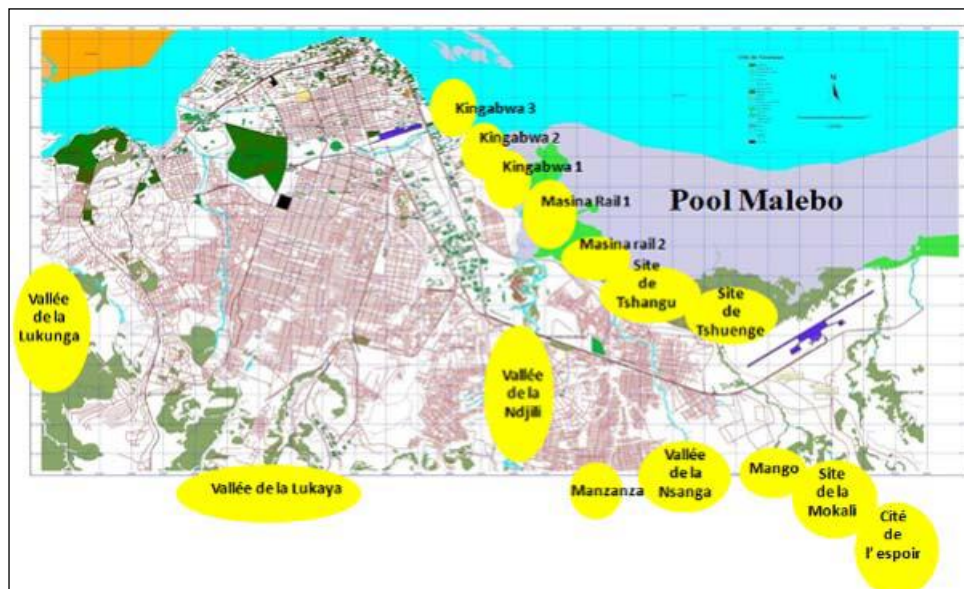 Kingabwa 3
Kingabwa 2
Kingabwa 1
Masina Rail 1
Pool Malebo
Masina rail 2
Site
de
Tshangu
Site
de
Tshuenge
Vallée
de la
Lukunga
Vallée
de la
Ndjili
Vallée de la Lukaya
Manzanza
Vallée
de la
Nsanga
Mango
Site
de la
Mokali
Cité
de
l' espoir